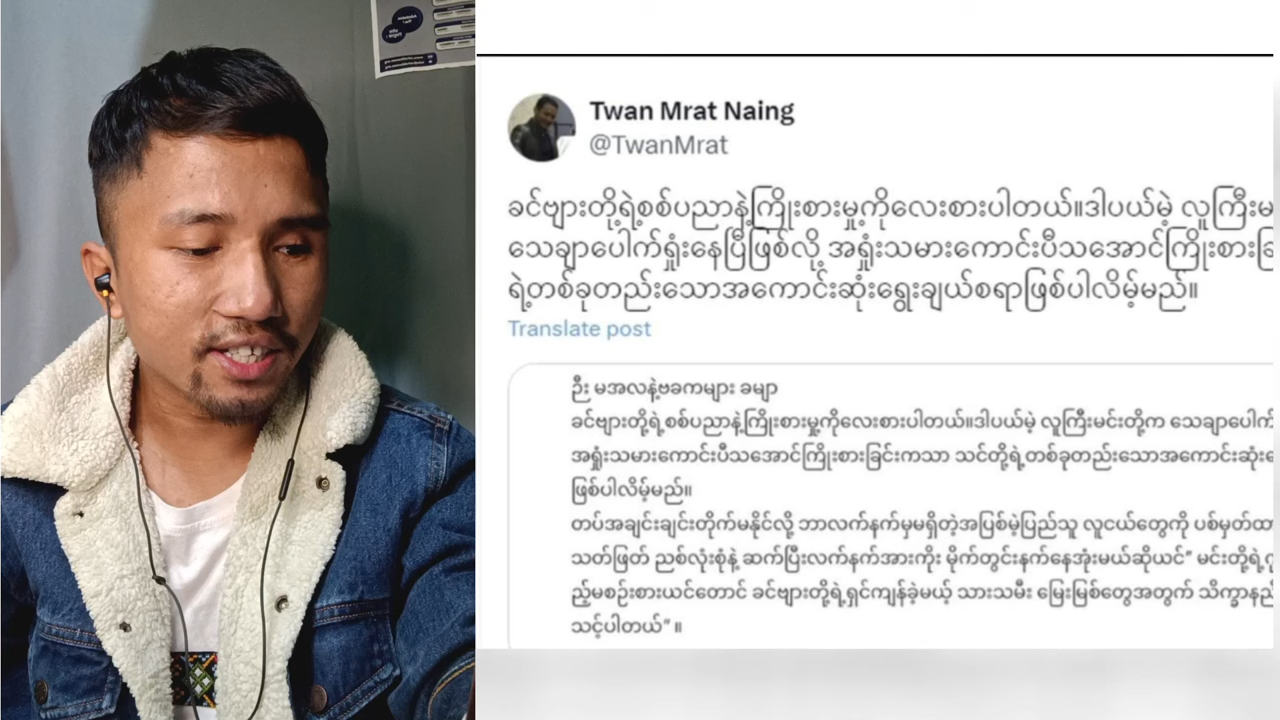 Twan Mrat Naing
@TwanMrat
ခင်ဗျားတို့ရဲ့စစ်ပညာနဲ့ကြိုးစားမှု့ကိုလေးစားပါတယ်။ဒါပယ်မဲ့ လူကြီးမ
သေချာပေါက်ရှုံးနေပြီဖြစ်လို့ အရှုံးသမားကောင်းပီသအောင်ကြိုးစားခြ
ရဲ့တစ်ခုတည်းသောအကောင်းဆုံးရွေးချယ်စရာဖြစ်ပါလိမ့်မည်။
Translate post
ဦး မအလနဲ့ဗခကများ ခမျာ
ခင်ဗျားတို့ရဲ့စစ်ပညာနဲ့ကြိုးစားမှု့ကိုလေးစားပါတယ်။ဒါပယ်မဲ့ လူကြီးမင်းတို့က သေချာပေါက်
အရှုံးသမားကောင်းပီသအောင်ကြိုးစားခြင်းကသာ သင်တို့ရဲ့တစ်ခုတည်းသောအကောင်းဆုံးရ
ဖြစ်ပါလိမ့်မည်။
တပ်အချင်းချင်းတိုက်မနိုင်လို့ ဘာလက်နက်မှမရှိတဲ့အပြစ်မဲ့ပြည်သူ လူငယ်တွေကို ပစ်မှတ်ထာ
သတ်ဖြတ် ညစ်လုံးစုံနဲ့ ဆက်ပြီးလက်နက်အားကိုး မိုက်တွင်းနက်နေအုံးမယ်ဆိုယင်” မင်းတို့ရဲ့
ည့်မစဉ်းစားယင်တောင် ခင်ဗျားတို့ရဲ့ရှင်ကျန်ခဲ့မယ့် သားသမီး မြေးမြစ်တွေအတွက် သိက္ခာနည်
သင့်ပါတယ်” ။